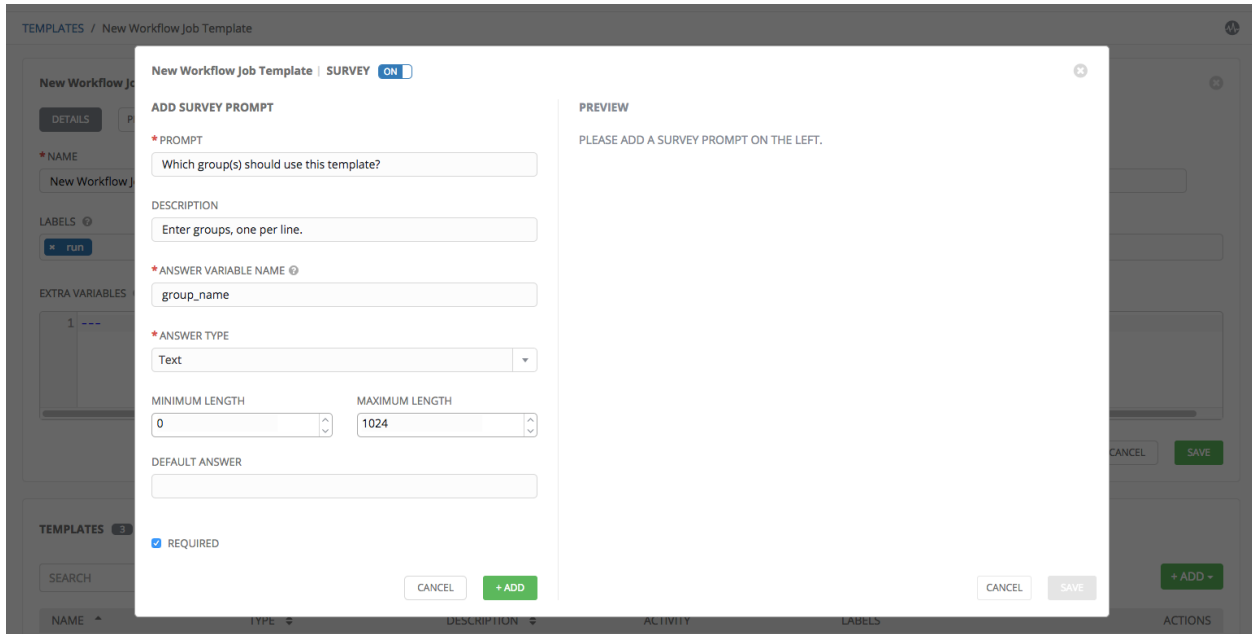 TEMPLATES / New Workflow Job Template
New Workflow Jo
DETAILS P
* NAME
New Workflow J
LABELS ?
× run
EXTRA VARIABLES
1 ---
CANCEL SAVE
TEMPLATES 3
SEARCH
+ ADD
NAME TYPE DESCRIPTION ACTIVITY LABELS ACTIONS
New Workflow Job Template | SURVEY ON
ADD SURVEY PROMPT
* PROMPT
Which group(s) should use this template?
DESCRIPTION
Enter groups, one per line.
* ANSWER VARIABLE NAME ?
group_name
* ANSWER TYPE
Text
MINIMUM LENGTH MAXIMUM LENGTH
0 1024
DEFAULT ANSWER
REQUIRED
CANCEL + ADD
PREVIEW
PLEASE ADD A SURVEY PROMPT ON THE LEFT.
CANCEL SAVE